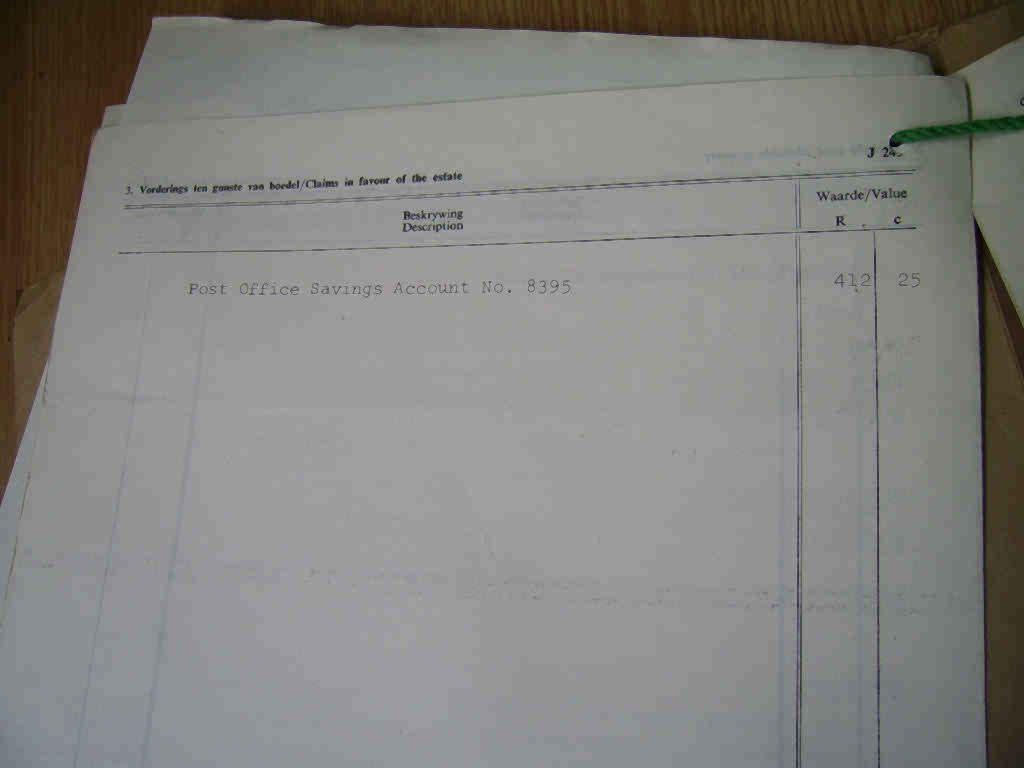 J 24
3. Vorderings ten gunste van boedel/Claims in favour of the estate
Beskrywing
Description
Waarde/Value
R c
Post Office Savings Account No. 8395 412 25